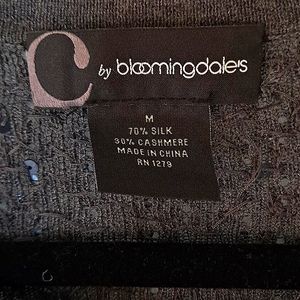 C by bloomingdale's
M
70% SILK
30% CASHMERE
MADE IN CHINA
RN 1279